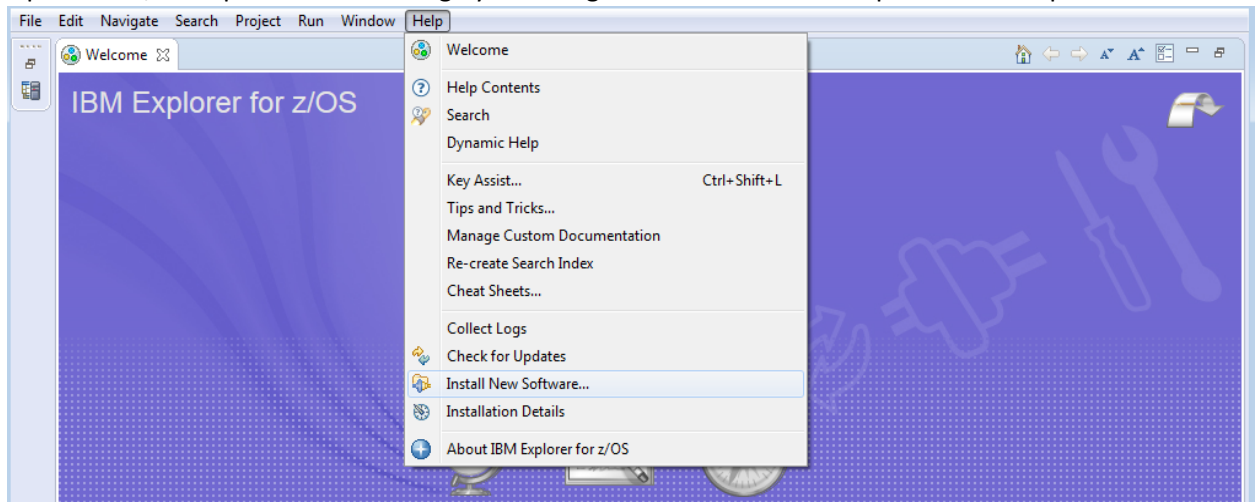 File Edit Navigate Search Project Run Window Help
Welcome
IBM Explorer for z/OS
Welcome
Help Contents
Search
Dynamic Help
Key Assist... Ctrl+Shift+L
Tips and Tricks...
Manage Custom Documentation
Re-create Search Index
Cheat Sheets...
Collect Logs
Check for Updates
Install New Software...
Installation Details
About IBM Explorer for z/OS